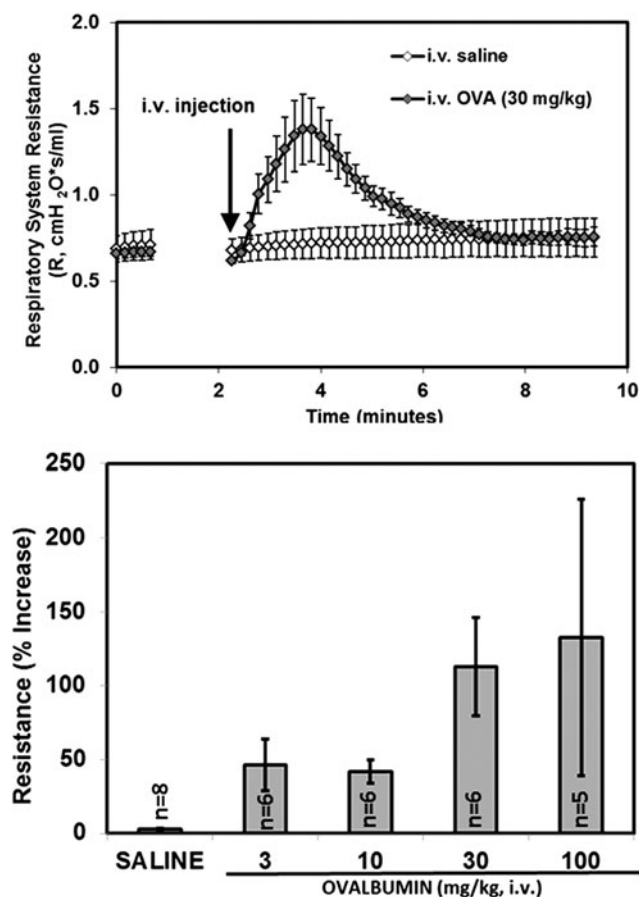 Respiratory System Resistance
(R, cmH₂O*s/ml)
2.0
1.5
1.0
0.5
0.0
i.v. injection
i.v. saline
i.v. OVA (30 mg/kg)
0 2 4 6 8 10
Time (minutes)
Resistance (% Increase)
250
200
150
100
50
0
n=8
n=6
n=6
n=6
n=5
SALINE 3 10 30 100
OVALBUMIN (mg/kg, i.v.)